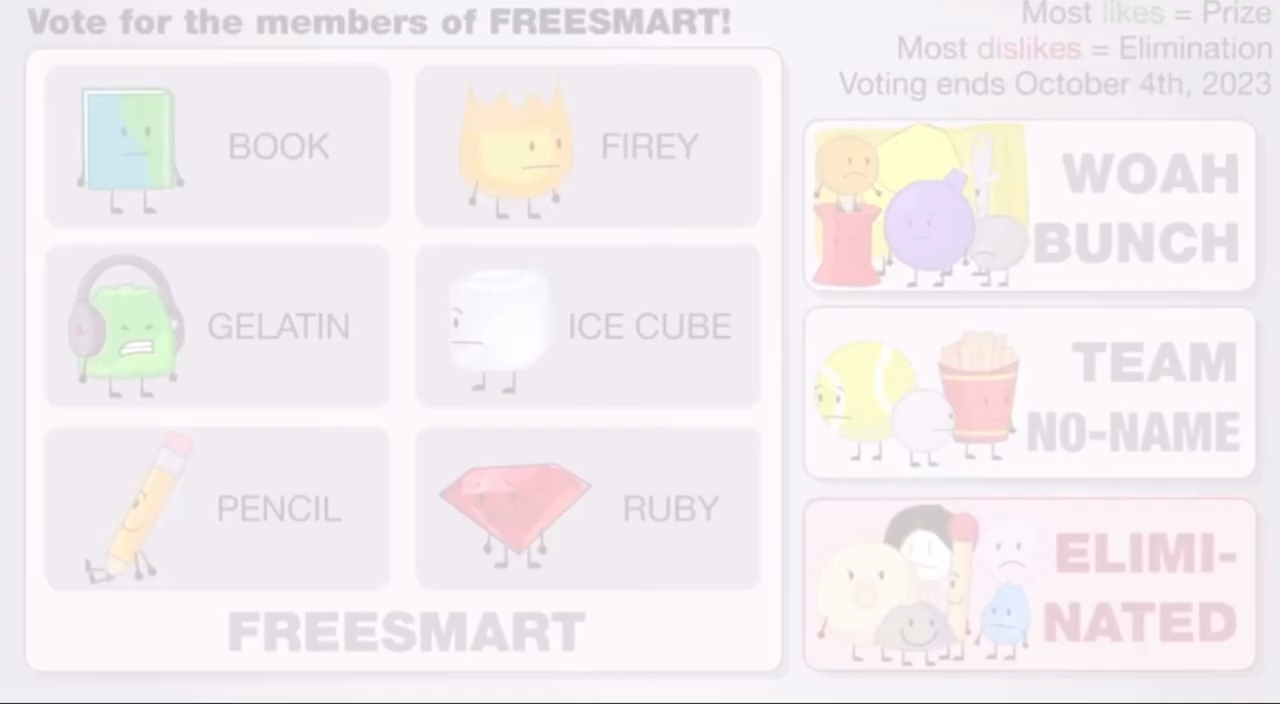 Vote for the members of FREESMART!
Most likes = Prize
Most dislikes = Elimination
Voting ends October 4th, 2023
BOOK
FIREY
GELATIN
ICE CUBE
PENCIL
RUBY
FREESMART
WOAH
BUNCH
TEAM
NO-NAME
ELIMI-
NATED